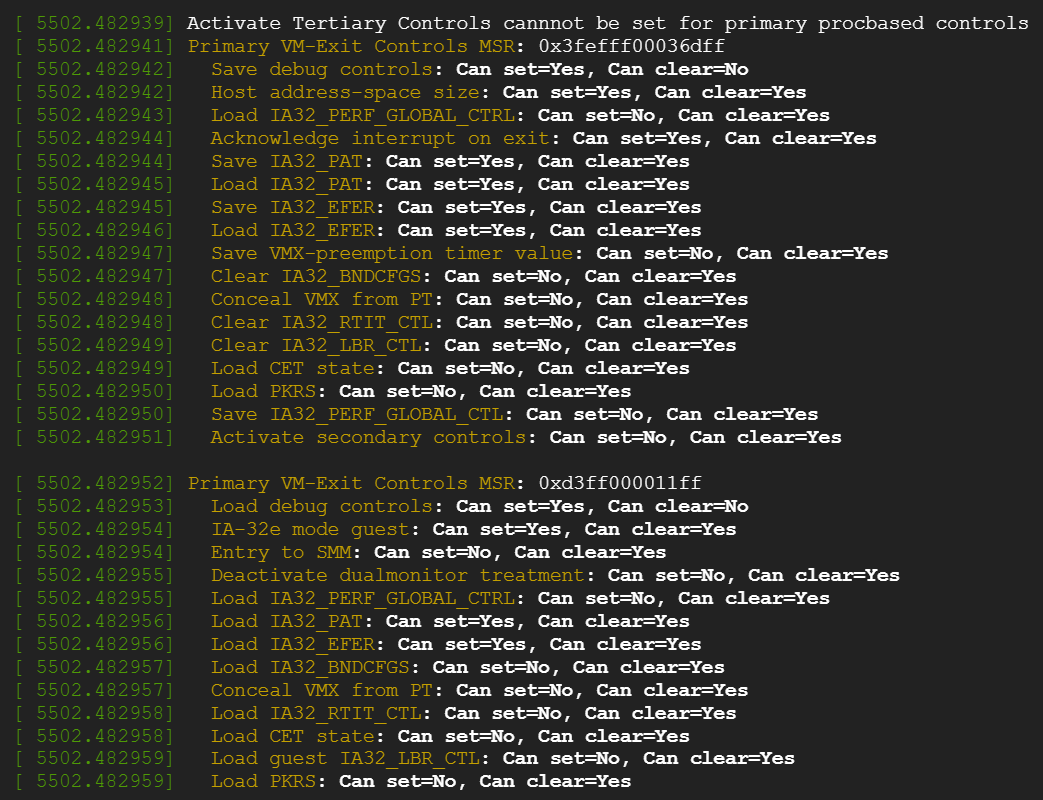 [ 5502.482939] Activate Tertiary Controls cannnot be set for primary procbased controls
[ 5502.482941] Primary VM-Exit Controls MSR: 0x3fefff00036dff
[ 5502.482942]   Save debug controls: Can set=Yes, Can clear=No
[ 5502.482942]   Host address-space size: Can set=Yes, Can clear=Yes
[ 5502.482943]   Load IA32_PERF_GLOBAL_CTRL: Can set=No, Can clear=Yes
[ 5502.482944]   Acknowledge interrupt on exit: Can set=Yes, Can clear=Yes
[ 5502.482944]   Save IA32_PAT: Can set=Yes, Can clear=Yes
[ 5502.482945]   Load IA32_PAT: Can set=Yes, Can clear=Yes
[ 5502.482945]   Save IA32_EFER: Can set=Yes, Can clear=Yes
[ 5502.482946]   Load IA32_EFER: Can set=Yes, Can clear=Yes
[ 5502.482947]   Save VMX-preemption timer value: Can set=No, Can clear=Yes
[ 5502.482947]   Clear IA32_BNDCFGS: Can set=No, Can clear=Yes
[ 5502.482948]   Conceal VMX from PT: Can set=No, Can clear=Yes
[ 5502.482948]   Clear IA32_RTIT_CTL: Can set=No, Can clear=Yes
[ 5502.482949]   Clear IA32_LBR_CTL: Can set=No, Can clear=Yes
[ 5502.482949]   Load CET state: Can set=No, Can clear=Yes
[ 5502.482950]   Load PKRS: Can set=No, Can clear=Yes
[ 5502.482950]   Save IA32_PERF_GLOBAL_CTL: Can set=No, Can clear=Yes
[ 5502.482951]   Activate secondary controls: Can set=No, Can clear=Yes
[ 5502.482952] Primary VM-Exit Controls MSR: 0xd3ff000011ff
[ 5502.482953]   Load debug controls: Can set=Yes, Can clear=No
[ 5502.482954]   IA-32e mode guest: Can set=Yes, Can clear=Yes
[ 5502.482954]   Entry to SMM: Can set=No, Can clear=Yes
[ 5502.482955]   Deactivate dualmonitor treatment: Can set=No, Can clear=Yes
[ 5502.482955]   Load IA32_PERF_GLOBAL_CTRL: Can set=No, Can clear=Yes
[ 5502.482956]   Load IA32_PAT: Can set=Yes, Can clear=Yes
[ 5502.482956]   Load IA32_EFER: Can set=Yes, Can clear=Yes
[ 5502.482957]   Load IA32_BNDCFGS: Can set=No, Can clear=Yes
[ 5502.482957]   Conceal VMX from PT: Can set=No, Can clear=Yes
[ 5502.482958]   Load IA32_RTIT_CTL: Can set=No, Can clear=Yes
[ 5502.482958]   Load CET state: Can set=No, Can clear=Yes
[ 5502.482959]   Load guest IA32_LBR_CTL: Can set=No, Can clear=Yes
[ 5502.482959]   Load PKRS: Can set=No, Can clear=Yes